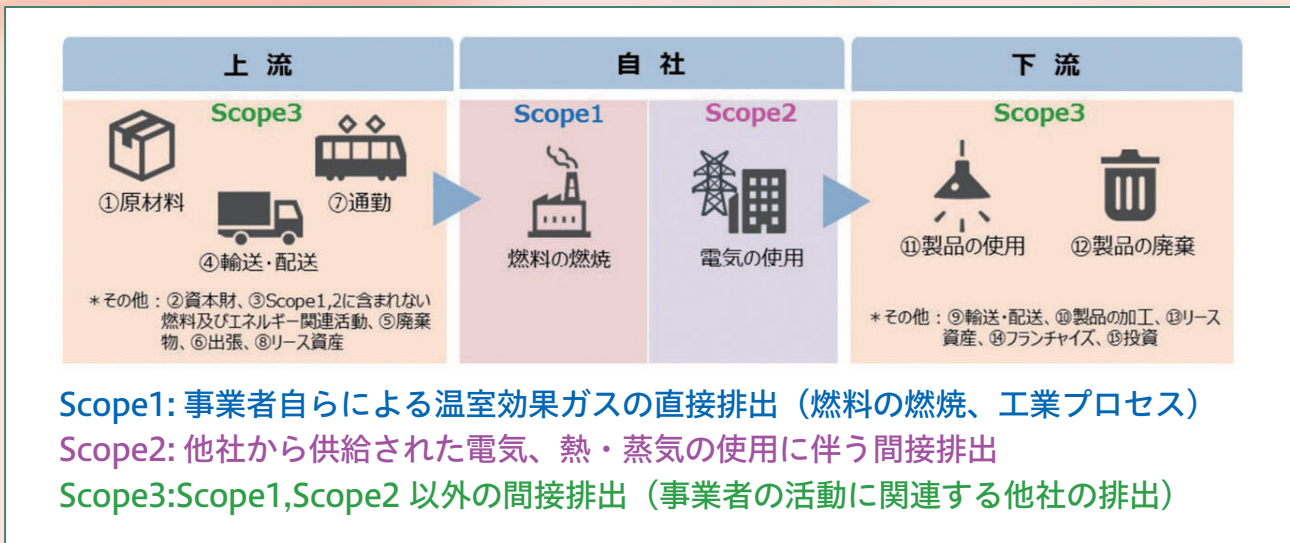 上 流
自 社
下 流
Scope3
①原材料
⑦通勤
④輸送・配送
＊その他：②資本財、③Scope1,2に含まれない
燃料及びエネルギー関連活動、⑤廃棄
物、⑥出張、⑧リース資産
Scope1
燃料の燃焼
Scope2
電気の使用
Scope3
⑪製品の使用
⑫製品の廃棄
＊その他：⑨輸送・配送、⑩製品の加工、⑬リース
資産、⑭フランチャイズ、⑮投資
Scope1: 事業者自らによる温室効果ガスの直接排出（燃料の燃焼、工業プロセス）
Scope2: 他社から供給された電気、熱・蒸気の使用に伴う間接排出
Scope3:Scope1,Scope2 以外の間接排出（事業者の活動に関連する他社の排出）